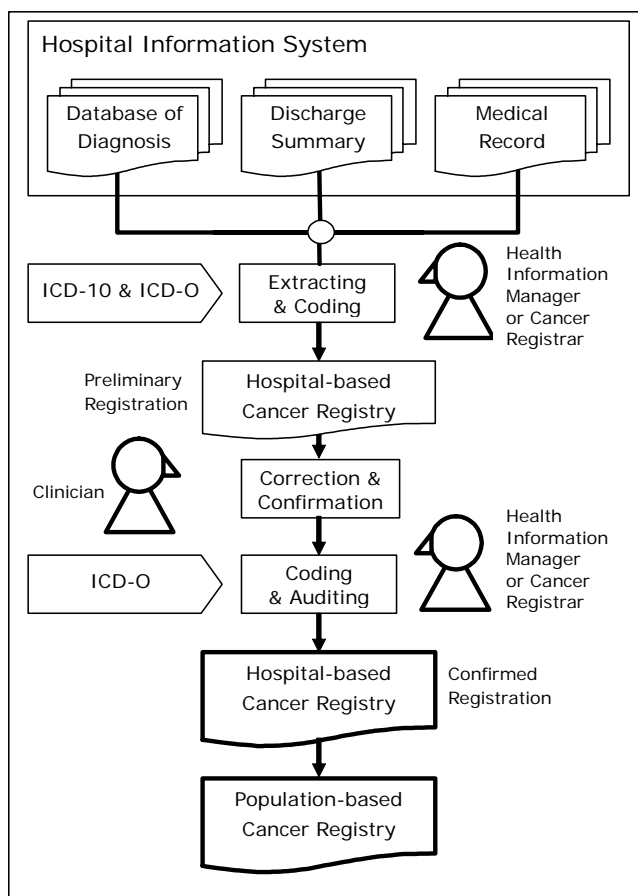 Hospital Information System
Database of
Diagnosis
Discharge
Summary
Medical
Record
ICD-10 & ICD-O
Extracting
& Coding
Health
Information
Manager
or Cancer
Registrar
Preliminary
Registration
Hospital-based
Cancer Registry
Clinician
Correction &
Confirmation
ICD-O
Coding
& Auditing
Health
Information
Manager
or Cancer
Registrar
Hospital-based
Cancer Registry
Confirmed
Registration
Population-based
Cancer Registry